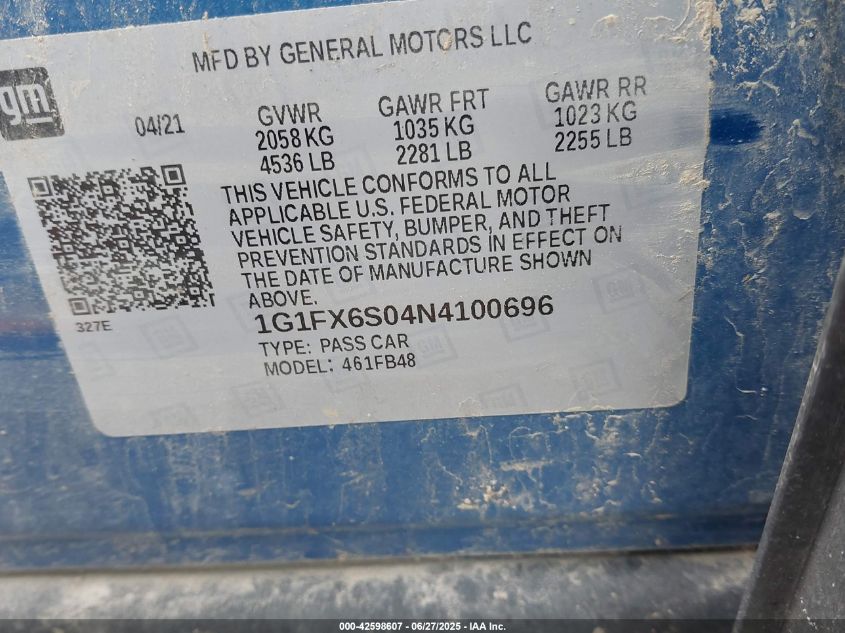 MFD BY GENERAL MOTORS LLC
gm
04/21
GVWR
2058 KG
4536 LB
GAWR FRT
1035 KG
2281 LB
GAWR RR
1023 KG
2255 LB
THIS VEHICLE CONFORMS TO ALL
APPLICABLE U.S. FEDERAL MOTOR
VEHICLE SAFETY, BUMPER, AND THEFT
PREVENTION STANDARDS IN EFFECT ON
THE DATE OF MANUFACTURE SHOWN
ABOVE.
327E
1G1FX6S04N4100696
TYPE: PASS CAR
MODEL: 461FB48
000-42598607 - 06/27/2025 - IAA Inc.